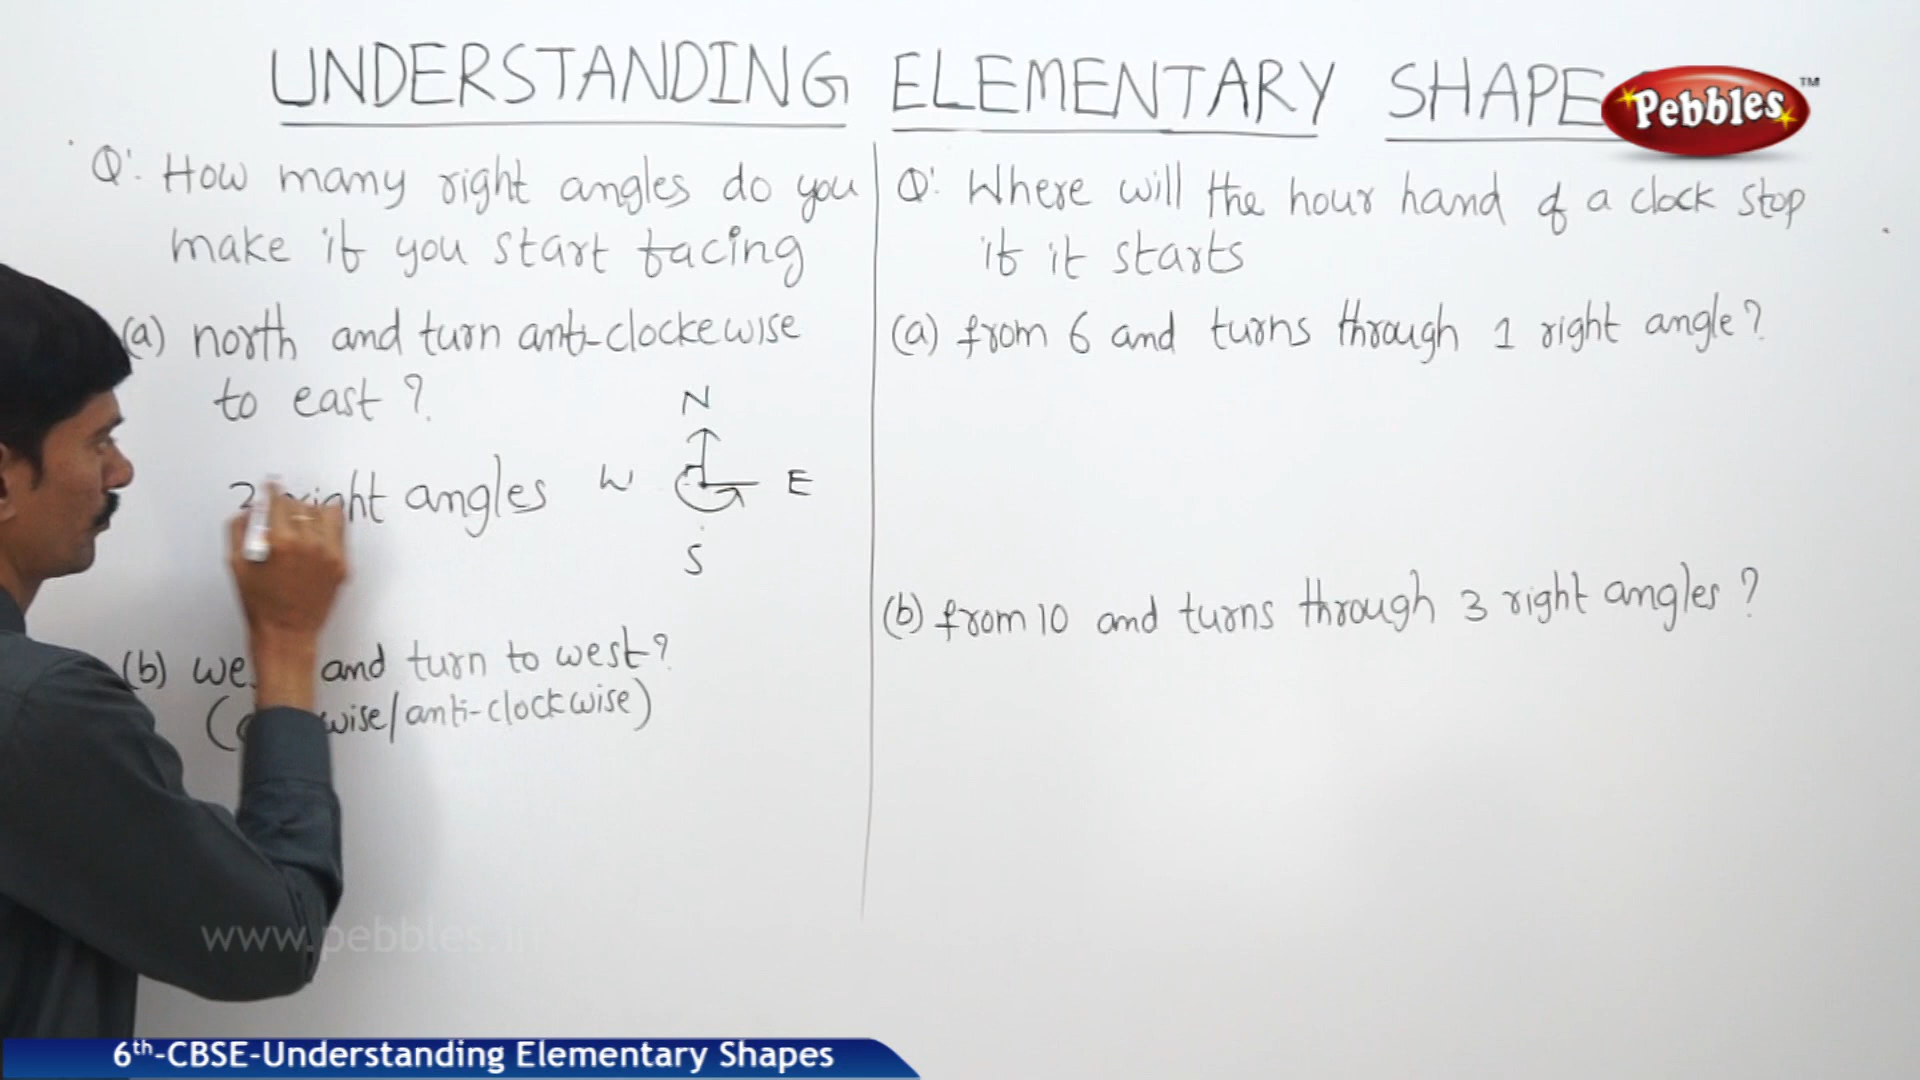 UNDERSTANDING ELEMENTARY SHAPE
Pebbles™
Q: How many right angles do you
make if you start facing
(a) north and turn anti-clockewise
to east ?
right angles
N
W
E
S
(b) and turn to west?
wise/anti-clockwise)
Q: Where will the hour hand of a clock stop
if it starts
(a) from 6 and turns through 1 right angle?
(b) from 10 and turns through 3 right angles ?
www.pebbles.in
6th-CBSE-Understanding Elementary Shapes